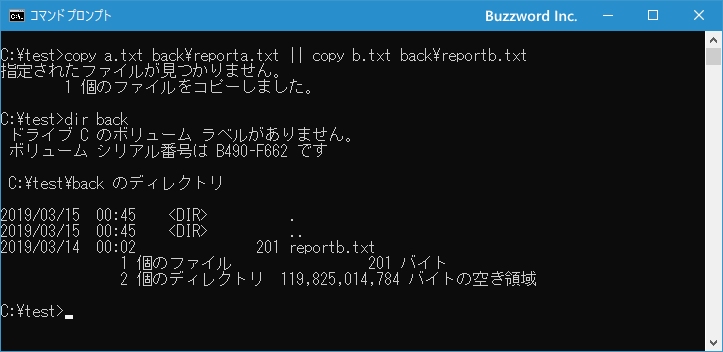 コマンドプロンプト
Buzzword Inc.
C:¥test>copy a.txt back¥reporta.txt || copy b.txt back¥reportb.txt
指定されたファイルが見つかりません。
1 個のファイルをコピーしました。
C:¥test>dir back
ドライブ C のボリューム ラベルがありません。
ボリューム シリアル番号は B490-F662 です
C:¥test¥back のディレクトリ
2019/03/15  00:45    <DIR>          .
2019/03/15  00:45    <DIR>          ..
2019/03/14  00:02               201 reportb.txt
1 個のファイル                 201 バイト
2 個のディレクトリ  119,825,014,784 バイトの空き領域
C:¥test>